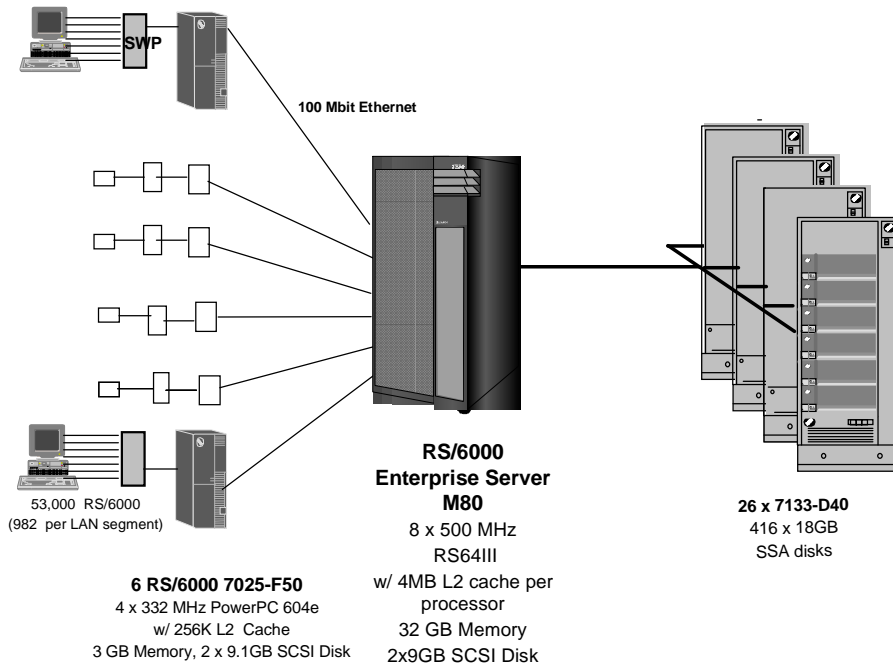 SWP
100 Mbit Ethernet
53,000 RS/6000
(982 per LAN segment)
6 RS/6000 7025-F50
4 x 332 MHz PowerPC 604e
w/ 256K L2 Cache
3 GB Memory, 2 x 9.1GB SCSI Disk
RS/6000
Enterprise Server
M80
8 x 500 MHz
RS64III
w/ 4MB L2 cache per
processor
32 GB Memory
2x9GB SCSI Disk
26 x 7133-D40
416 x 18GB
SSA disks